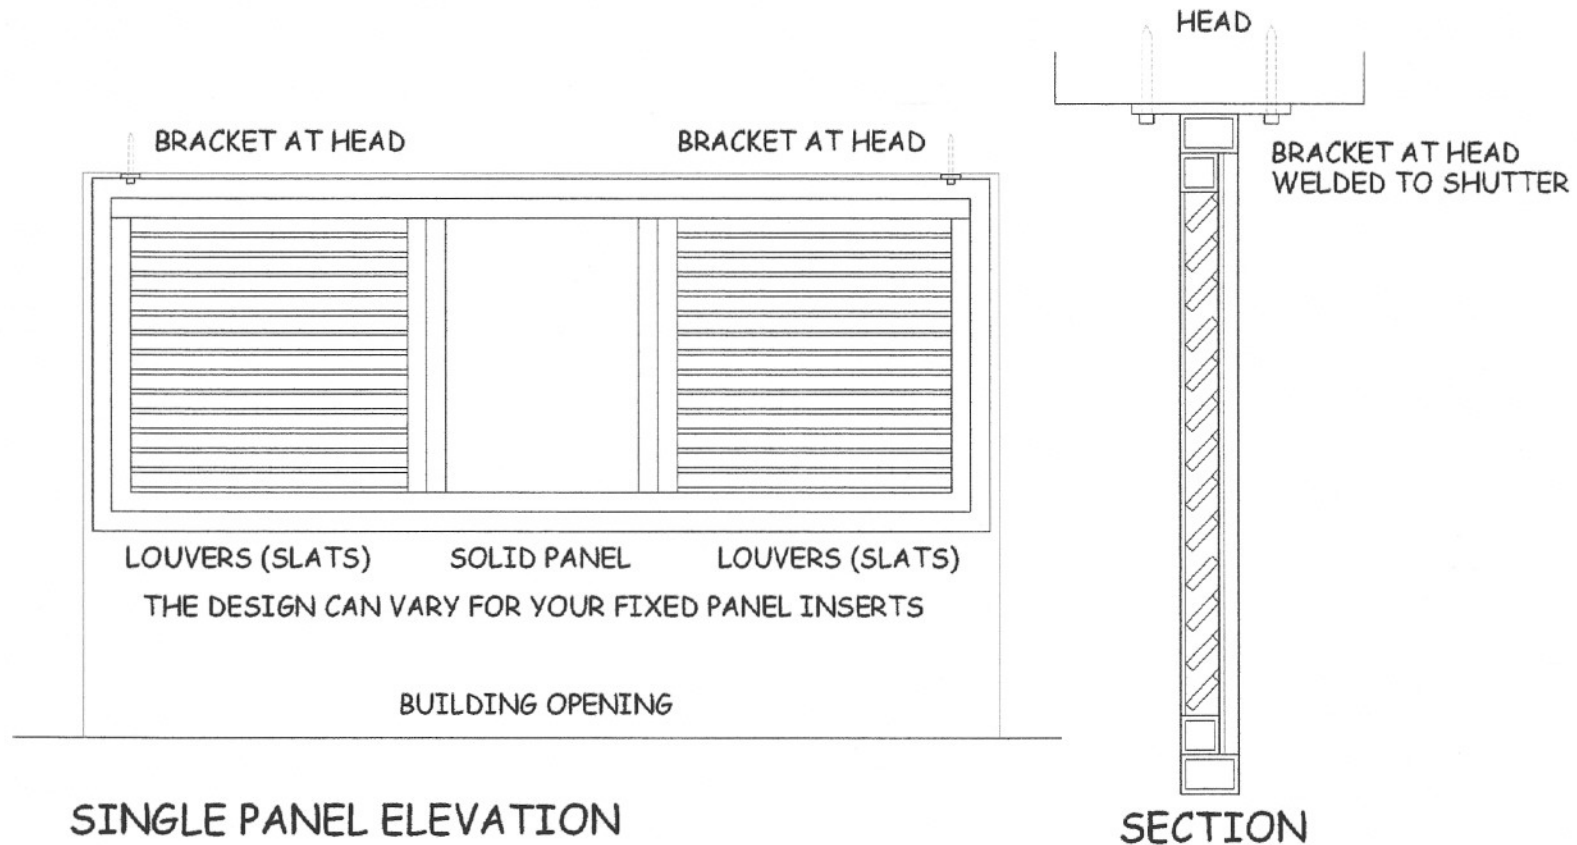 HEAD
BRACKET AT HEAD
BRACKET AT HEAD
BRACKET AT HEAD
WELDED TO SHUTTER
LOUVERS (SLATS)
SOLID PANEL
LOUVERS (SLATS)
THE DESIGN CAN VARY FOR YOUR FIXED PANEL INSERTS
BUILDING OPENING
SINGLE PANEL ELEVATION
SECTION